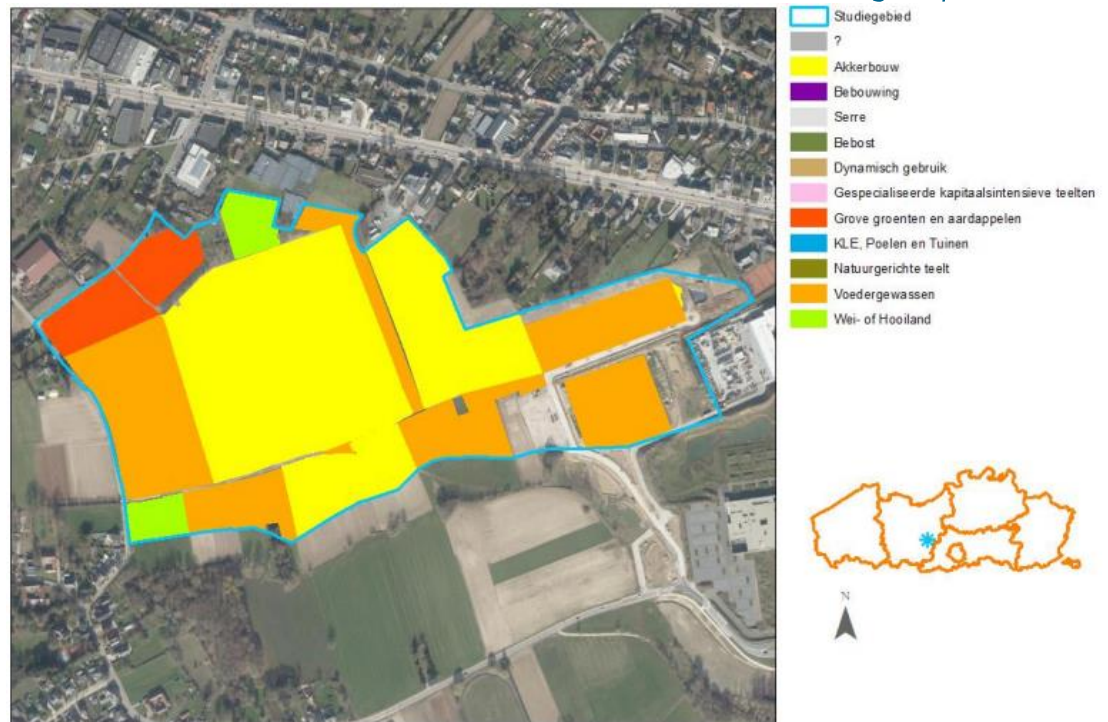 Studiegebied
?
Akkerbouw
Bebouwing
Serre
Bebost
Dynamisch gebruik
Gespecialiseerde kapitaalsintensieve teelten
Grove groenten en aardappelen
KLE, Poelen en Tuinen
Natuurgerichte teelt
Voedergewassen
Wei- of Hooiland
N